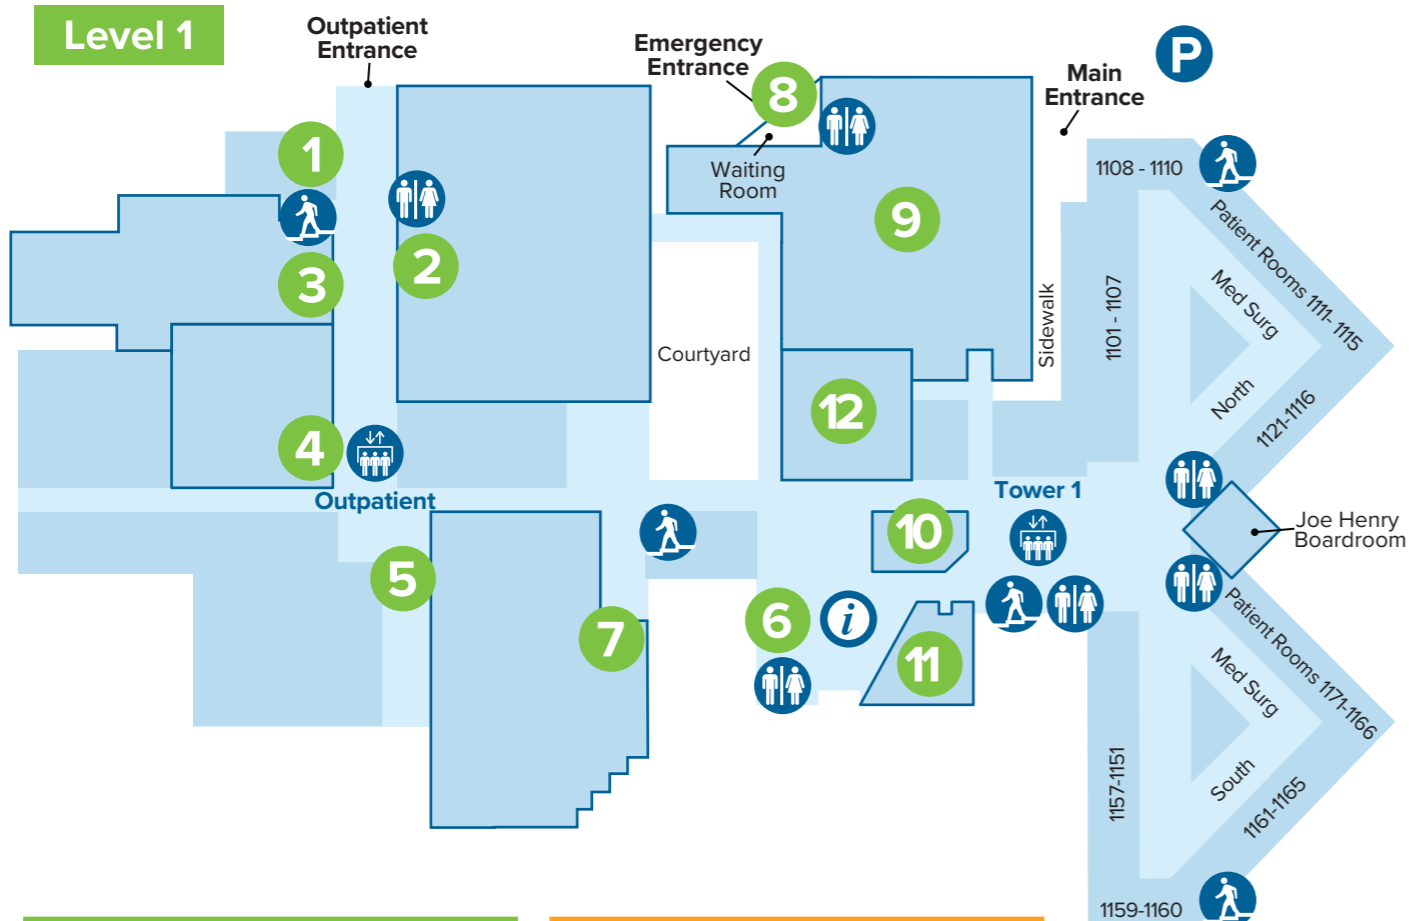 Level 1
Outpatient
Entrance
Emergency
Entrance
P
Main
Entrance
8
1
Waiting
Room
1108 - 1110
Patient Rooms 1111- 1115
9
2
3
Med Surg
North
1101 - 1107
Sidewalk
Courtyard
12
1121-1116
4
Outpatient
Tower 1
10
Joe Henry
Boardroom
5
6
i
7
11
Patient Rooms 1171-1166
Med Surg
South
1157-1151
1161-1165
1159-1160